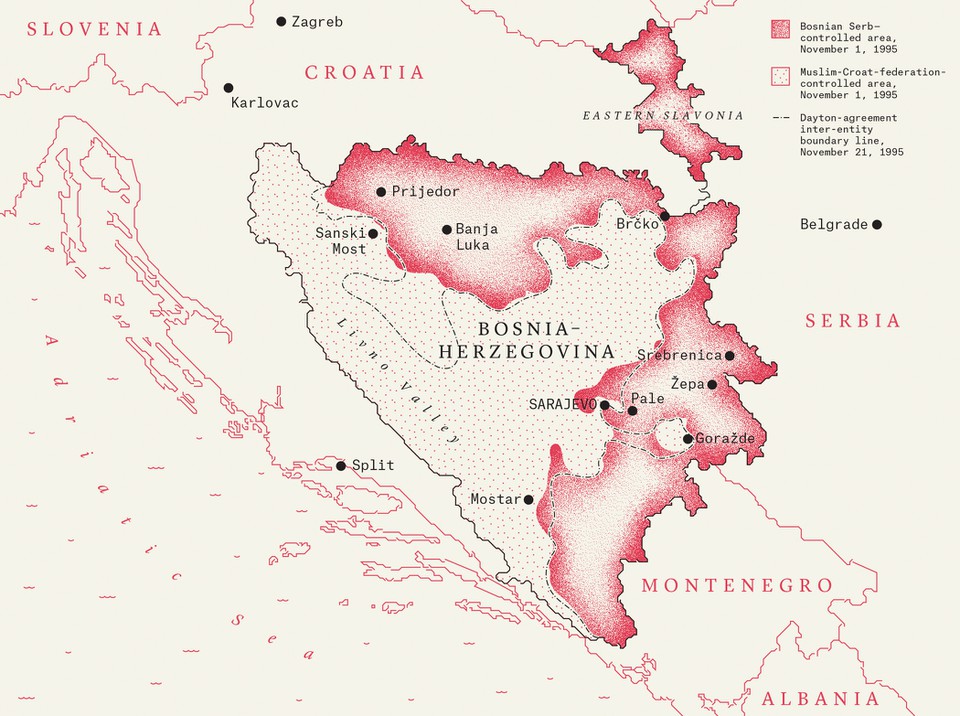 SLOVENIA
Zagreb
CROATIA
Karlovac
EASTERN SLAVONIA
Bosnian Serb–
controlled area,
November 1, 1995
Muslim-Croat-federation-
controlled area,
November 1, 1995
Dayton-agreement
inter-entity
boundary line,
November 21, 1995
Prijedor
Sanski
Most
Banja
Luka
Brčko
Belgrade
BOSNIA–
HERZEGOVINA
SERBIA
Livno Valley
Srebrenica
Žepa
Pale
SARAJEVO
Goražde
Adriatic Sea
Split
Mostar
MONTENEGRO
ALBANIA